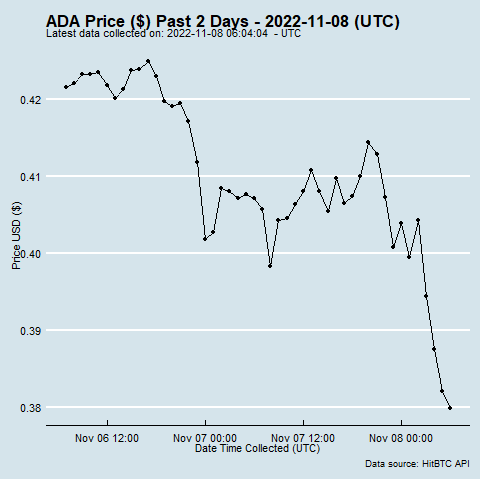 ADA Price ($) Past 2 Days - 2022-11-08 (UTC)
Latest data collected on: 2022-11-08 06:04:04 - UTC
Price USD ($)
0.42
0.41
0.40
0.39
0.38
Nov 06 12:00 Nov 07 00:00 Nov 07 12:00 Nov 08 00:00
Date Time Collected (UTC)
Data source: HitBTC API